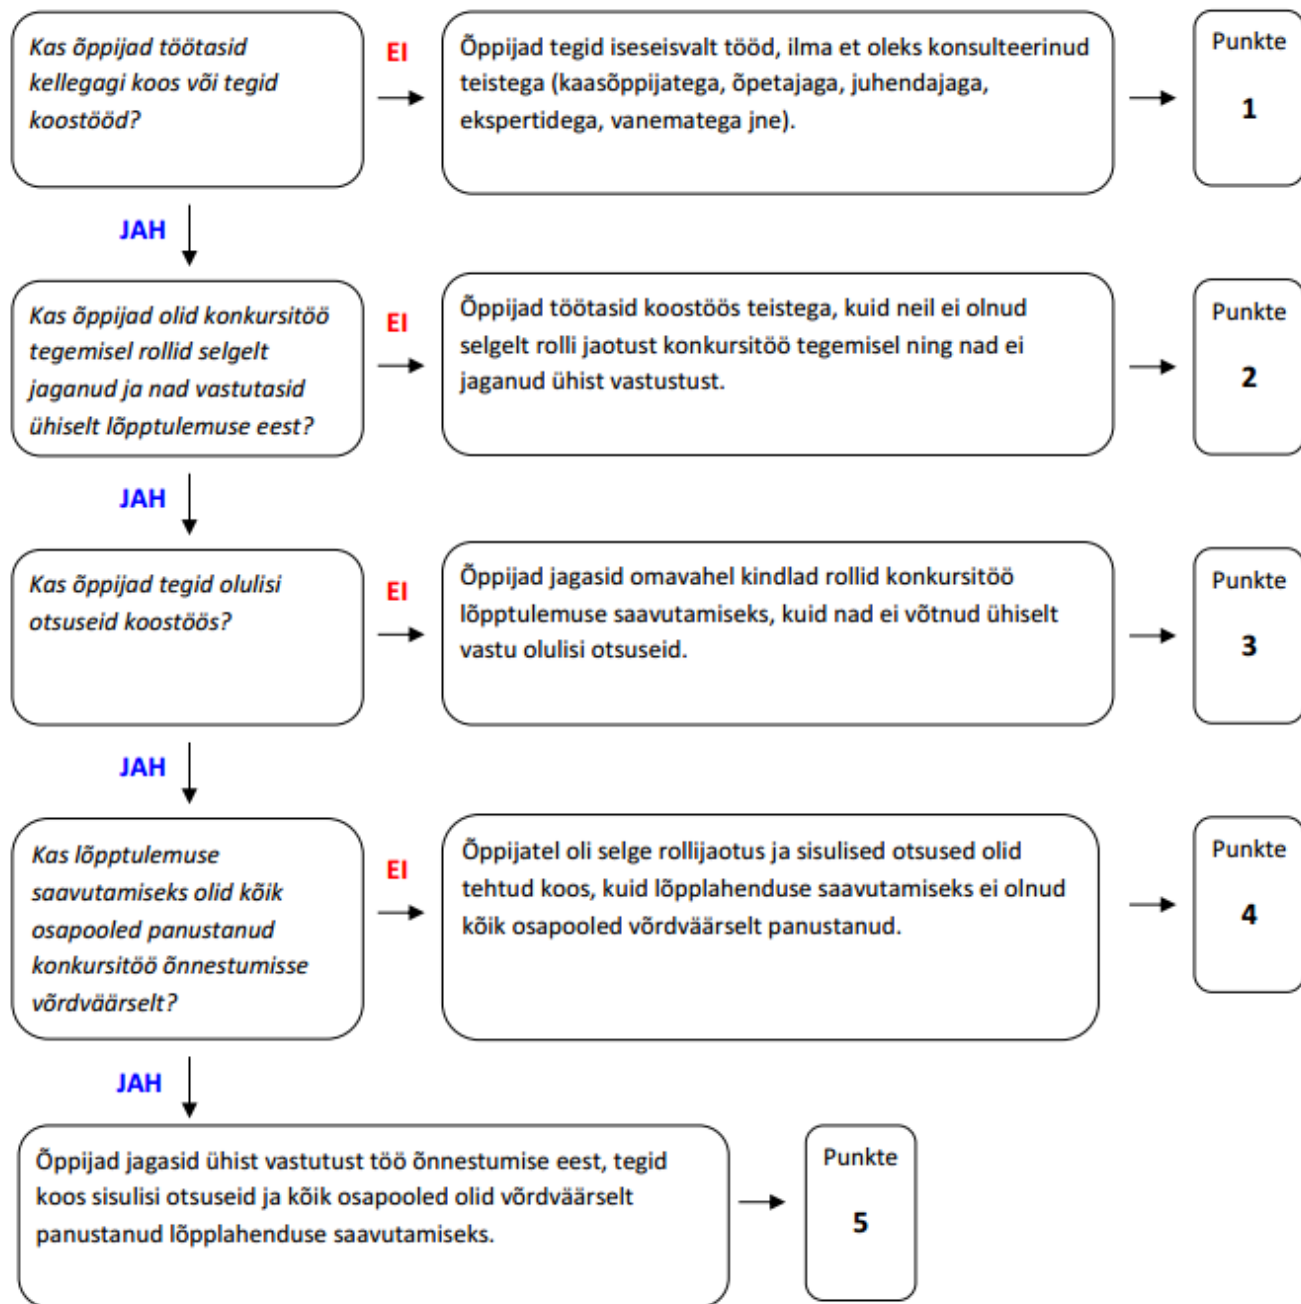 Kas õppijad töötasid
kellegagi koos või tegid
koostööd?
EI
Õppijad tegid iseseisvalt tööd, ilma et oleks konsulteerinud
teistega (kaasõppijatega, õpetajaga, juhendajaga,
ekspertidega, vanematega jne).
Punkte
1
JAH
Kas õppijad olid konkursitöö
tegemisel rollid selgelt
jaganud ja nad vastutasid
ühiselt lõpptulemuse eest?
EI
Õppijad töötasid koostöös teistega, kuid neil ei olnud
selgelt rolli jaotust konkursitöö tegemisel ning nad ei
jaganud ühist vastustust.
Punkte
2
JAH
Kas õppijad tegid olulisi
otsuseid koostöös?
EI
Õppijad jagasid omavahel kindlad rollid konkursitöö
lõpptulemuse saavutamiseks, kuid nad ei võtnud ühiselt
vastu olulisi otsuseid.
Punkte
3
JAH
Kas lõpptulemuse
saavutamiseks olid kõik
osapooled panustanud
konkursitöö õnnestumisse
võrdväärselt?
EI
Õppijatel oli selge rollijaotus ja sisulised otsused olid
tehtud koos, kuid lõpplahenduse saavutamiseks ei olnud
kõik osapooled võrdväärselt panustanud.
Punkte
4
JAH
Õppijad jagasid ühist vastutust töö õnnestumise eest, tegid
koos sisulisi otsuseid ja kõik osapooled olid võrdväärselt
panustanud lõpplahenduse saavutamiseks.
Punkte
5